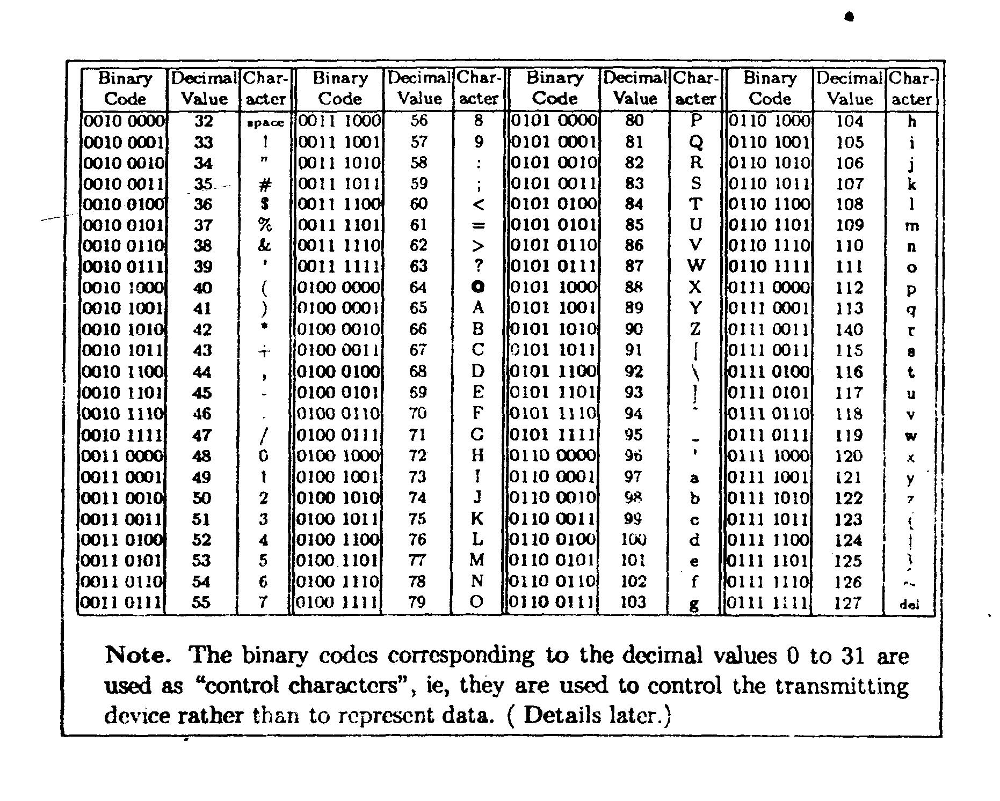 Binary Code | Decimal Value | Char-acter | Binary Code | Decimal Value | Char-acter | Binary Code | Decimal Value | Char-acter | Binary Code | Decimal Value | Char-acter
0010 0000 32 space 0011 1000 56 8 0101 0000 80 P 0110 1000 104 h
0010 0001 33 ! 0011 1001 57 9 0101 0001 81 Q 0110 1001 105 i
0010 0010 34 " 0011 1010 58 : 0101 0010 82 R 0110 1010 106 j
0010 0011 35 # 0011 1011 59 ; 0101 0011 83 S 0110 1011 107 k
0010 0100 36 $ 0011 1100 60 < 0101 0100 84 T 0110 1100 108 l
0010 0101 37 % 0011 1101 61 = 0101 0101 85 U 0110 1101 109 m
0010 0110 38 & 0011 1110 62 > 0101 0110 86 V 0110 1110 110 n
0010 0111 39 ' 0011 1111 63 ? 0101 0111 87 W 0110 1111 111 o
0010 1000 40 ( 0100 0000 64 @ 0101 1000 88 X 0111 0000 112 p
0010 1001 41 ) 0100 0001 65 A 0101 1001 89 Y 0111 0001 113 q
0010 1010 42 * 0100 0010 66 B 0101 1010 90 Z 0111 0011 140 r
0010 1011 43 + 0100 0011 67 C 0101 1011 91 [ 0111 0011 115 s
0010 1100 44 , 0100 0100 68 D 0101 1100 92 \ 0111 0100 116 t
0010 1101 45 - 0100 0101 69 E 0101 1101 93 ] 0111 0101 117 u
0010 1110 46 . 0100 0110 70 F 0101 1110 94 ^ 0111 0110 118 v
0010 1111 47 / 0100 0111 71 G 0101 1111 95 _ 0111 0111 119 w
0011 0000 48 0 0100 1000 72 H 0110 0000 96 ' 0111 1000 120 x
0011 0001 49 1 0100 1001 73 I 0110 0001 97 a 0111 1001 121 y
0011 0010 50 2 0100 1010 74 J 0110 0010 98 b 0111 1010 122 z
0011 0011 51 3 0100 1011 75 K 0110 0011 99 c 0111 1011 123 {
0011 0100 52 4 0100 1100 76 L 0110 0100 100 d 0111 1100 124 |
0011 0101 53 5 0100 1101 77 M 0110 0101 101 e 0111 1101 125 }
0011 0110 54 6 0100 1110 78 N 0110 0110 102 f 0111 1110 126 ~
0011 0111 55 7 0100 1111 79 O 0110 0111 103 g 0111 1111 127 del
Note. The binary codes corresponding to the decimal values 0 to 31 are
used as “control characters”, ie, they are used to control the transmitting
device rather than to represent data. ( Details later.)